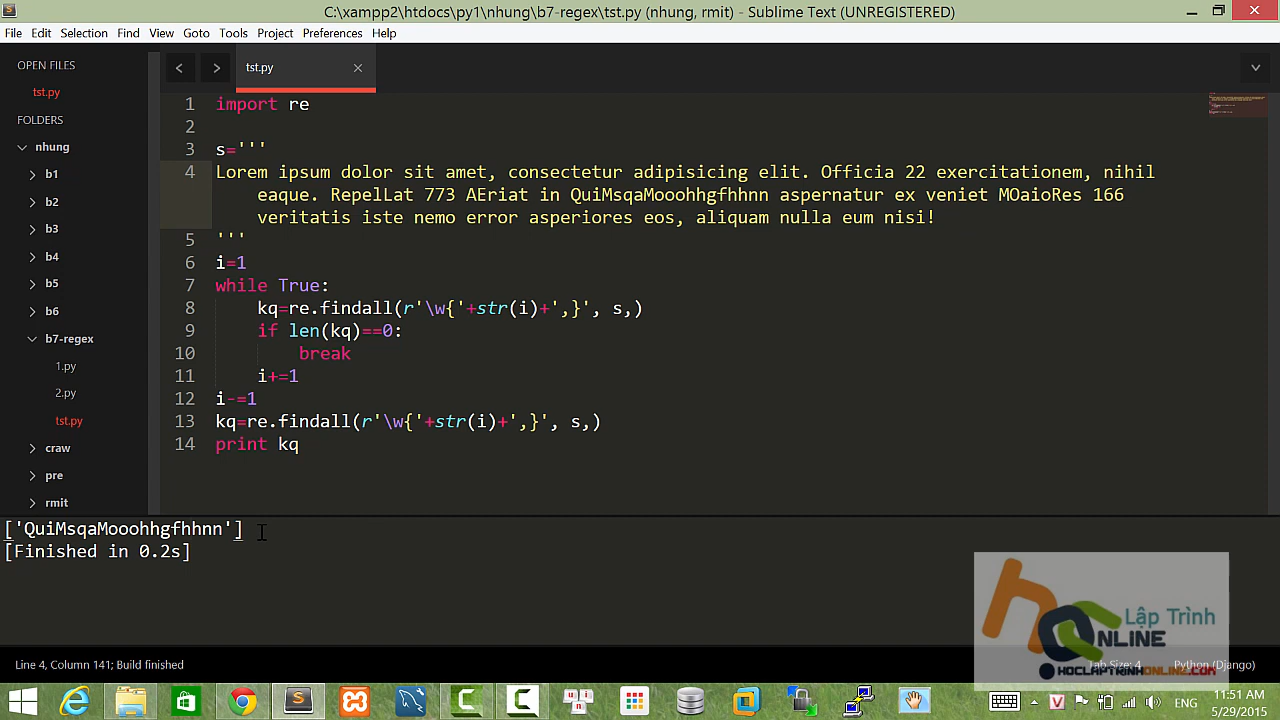 C:\xampp2\htdocs\py1\nhung\b7-regex\tst.py (nhung, rmit) - Sublime Text (UNREGISTERED)
File Edit Selection Find View Goto Tools Project Preferences Help
OPEN FILES
tst.py
FOLDERS
nhung
b1
b2
b3
b4
b5
b6
b7-regex
1.py
2.py
tst.py
craw
pre
rmit
tst.py
1 import re
2
3 s='''
4 Lorem ipsum dolor sit amet, consectetur adipisicing elit. Officia 22 exercitationem, nihil
eaque. RepelLat 773 AEriat in QuiMsqaMooohhgfhhnn aspernatur ex veniet MOaioRes 166
veritatis iste nemo error asperiores eos, aliquam nulla eum nisi!
5 '''
6 i=1
7 while True:
8 kq=re.findall(r'\w{'+str(i)+',}', s,)
9 if len(kq)==0:
10 break
11 i+=1
12 i-=1
13 kq=re.findall(r'\w{'+str(i)+',}', s,)
14 print kq
['QuiMsqaMooohhgfhhnn']
[Finished in 0.2s]
Lập Trình
ONLINE
HOCLAPTRINHONLINE.COM
Line 4, Column 141; Build finished
Tab Size: 4
Python (Django)
ENG
11:51 AM
5/29/2015